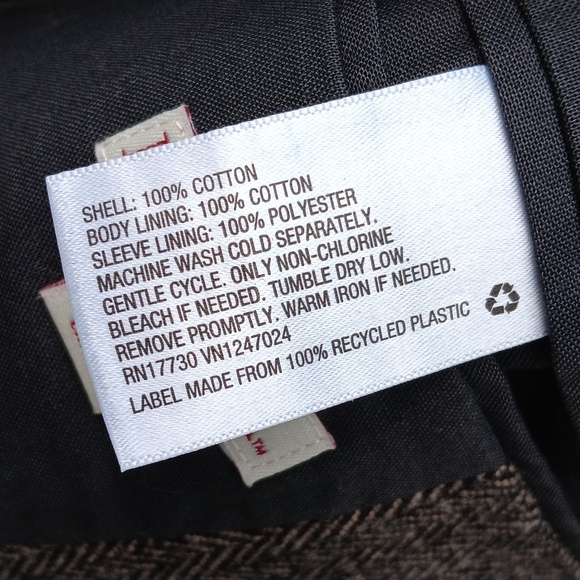 SHELL: 100% COTTON
BODY LINING: 100% COTTON
SLEEVE LINING: 100% POLYESTER
MACHINE WASH COLD SEPARATELY.
GENTLE CYCLE. ONLY NON-CHLORINE
BLEACH IF NEEDED. TUMBLE DRY LOW.
REMOVE PROMPTLY. WARM IRON IF NEEDED.
RN17730 VN1247024
LABEL MADE FROM 100% RECYCLED PLASTIC
TM